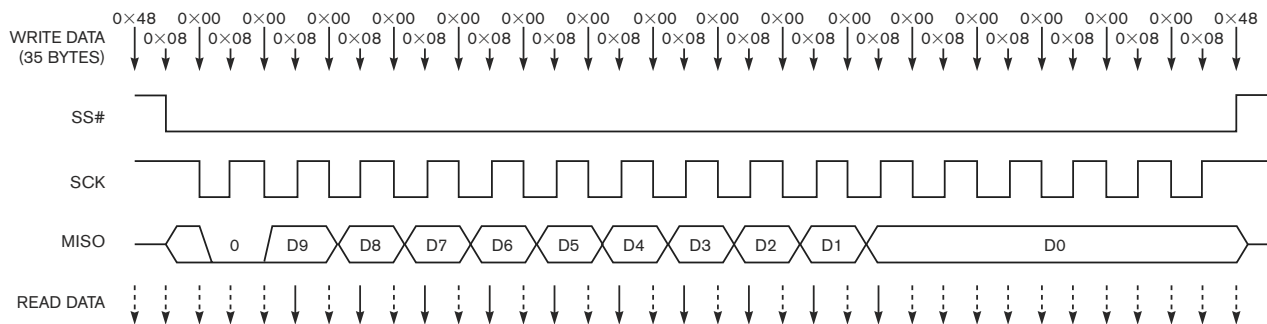 0×48 0×00 0×00 0×00 0×00 0×00 0×00 0×00 0×00 0×00 0×00 0×00 0×00 0×00 0×00 0×00 0×00 0×48
WRITE DATA 0×08 0×08 0×08 0×08 0×08 0×08 0×08 0×08 0×08 0×08 0×08 0×08 0×08 0×08 0×08 0×08 0×08
(35 BYTES)
SS#
SCK
MISO 0 D9 D8 D7 D6 D5 D4 D3 D2 D1 D0
READ DATA